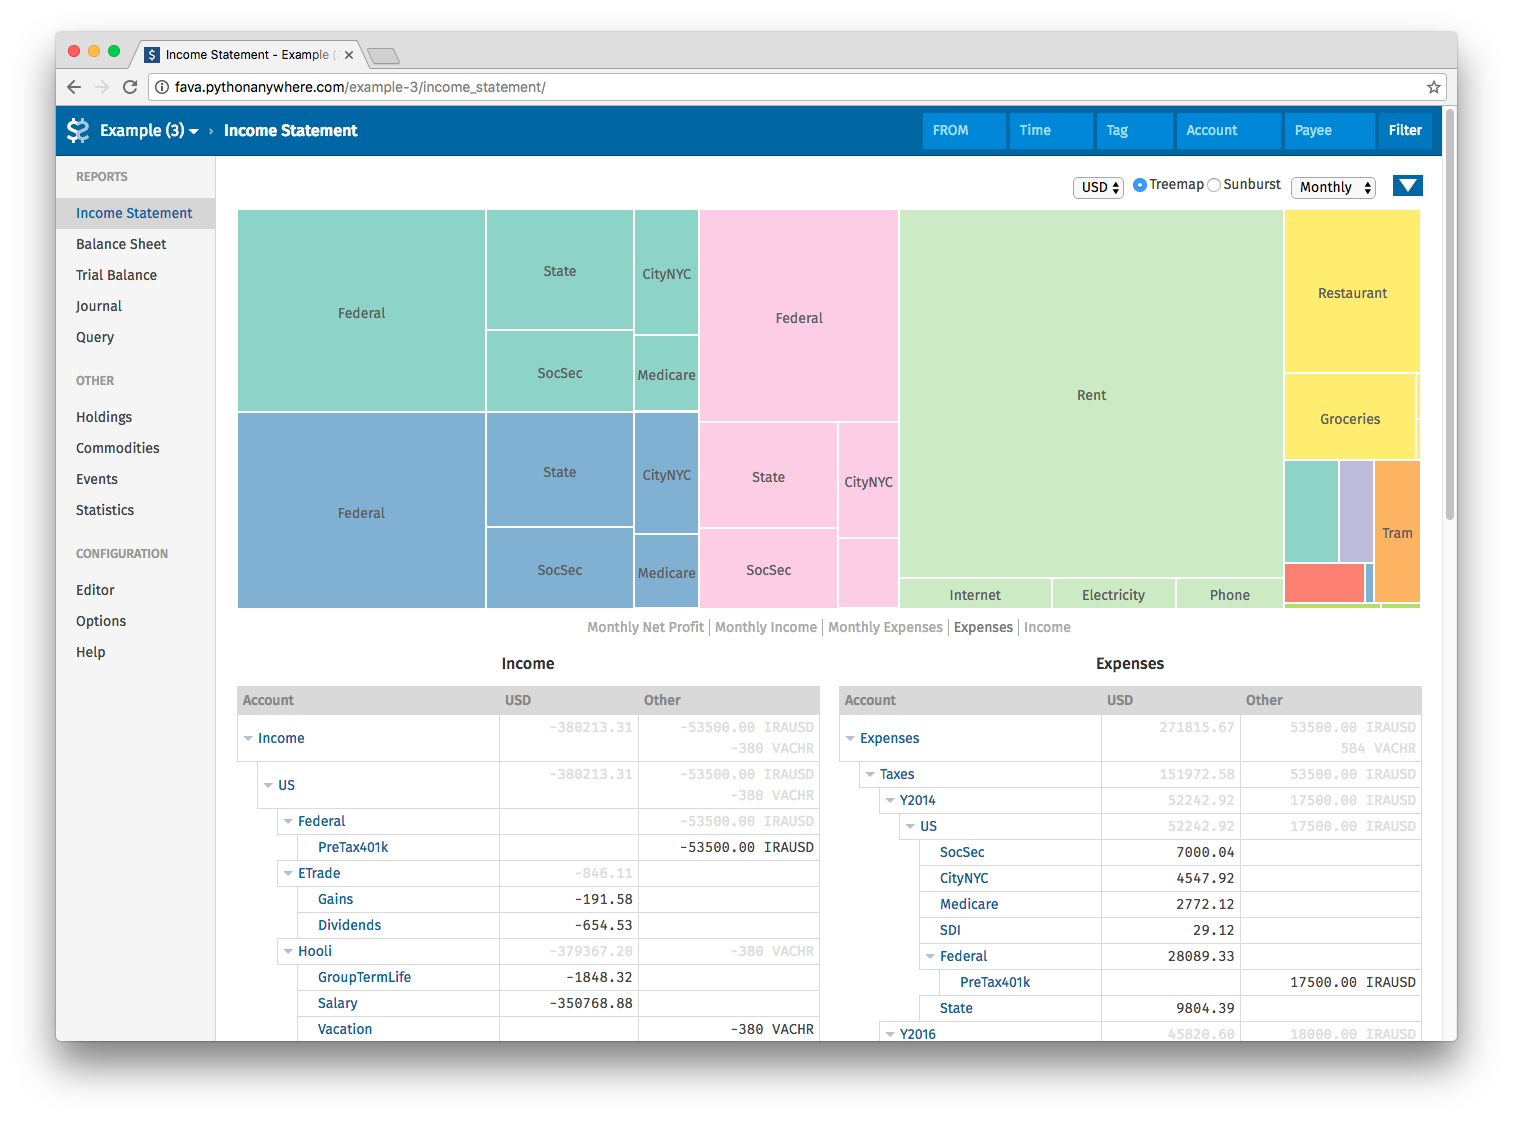 Income Statement - Example (
fava.pythonanywhere.com/example-3/income_statement/
Example (3) › Income Statement
FROM Time Tag Account Payee Filter
REPORTS
Income Statement
Balance Sheet
Trial Balance
Journal
Query
OTHER
Holdings
Commodities
Events
Statistics
CONFIGURATION
Editor
Options
Help
USD Treemap Sunburst Monthly
Federal
State
CityNYC
SocSec
Medicare
Federal
State
CityNYC
SocSec
Medicare
Federal
State
CityNYC
SocSec
Rent
Internet
Electricity
Phone
Restaurant
Groceries
Tram
Monthly Net Profit | Monthly Income | Monthly Expenses | Expenses | Income
Income
Account USD Other
Income -380213.31 -53500.00 IRAUSD
-380 VACHR
US -380213.31 -53500.00 IRAUSD
-380 VACHR
Federal -53500.00 IRAUSD
PreTax401k -53500.00 IRAUSD
ETrade -846.11
Gains -191.58
Dividends -654.53
Hooli -379367.20 -380 VACHR
GroupTermLife -1848.32
Salary -350768.88
Vacation -380 VACHR
Expenses
Account USD Other
Expenses 271815.67 53500.00 IRAUSD
584 VACHR
Taxes 151972.58 53500.00 IRAUSD
Y2014 52242.92 17500.00 IRAUSD
US 52242.92 17500.00 IRAUSD
SocSec 7000.04
CityNYC 4547.92
Medicare 2772.12
SDI 29.12
Federal 28089.33
PreTax401k 17500.00 IRAUSD
State 9804.39
Y2016 45820.60 18000.00 IRAUSD